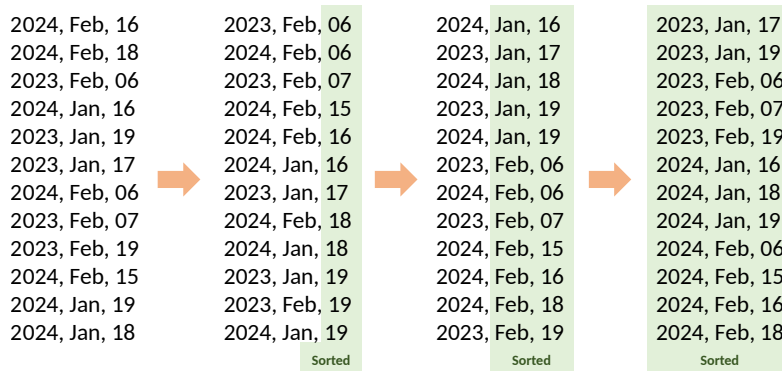 2024, Feb, 16
2024, Feb, 18
2023, Feb, 06
2024, Jan, 16
2023, Jan, 19
2023, Jan, 17
2024, Feb, 06
2023, Feb, 07
2023, Feb, 19
2024, Feb, 15
2024, Jan, 19
2024, Jan, 18
2023, Feb, 06
2024, Feb, 06
2023, Feb, 07
2024, Feb, 15
2024, Feb, 16
2024, Jan, 16
2023, Jan, 17
2024, Feb, 18
2024, Jan, 18
2023, Jan, 19
2023, Feb, 19
2024, Jan, 19
Sorted
2024, Jan, 16
2023, Jan, 17
2024, Jan, 18
2023, Jan, 19
2024, Jan, 19
2023, Feb, 06
2024, Feb, 06
2023, Feb, 07
2024, Feb, 15
2024, Feb, 16
2024, Feb, 18
2023, Feb, 19
Sorted
2023, Jan, 17
2023, Jan, 19
2023, Feb, 06
2023, Feb, 07
2023, Feb, 19
2024, Jan, 16
2024, Jan, 18
2024, Jan, 19
2024, Feb, 06
2024, Feb, 15
2024, Feb, 16
2024, Feb, 18
Sorted